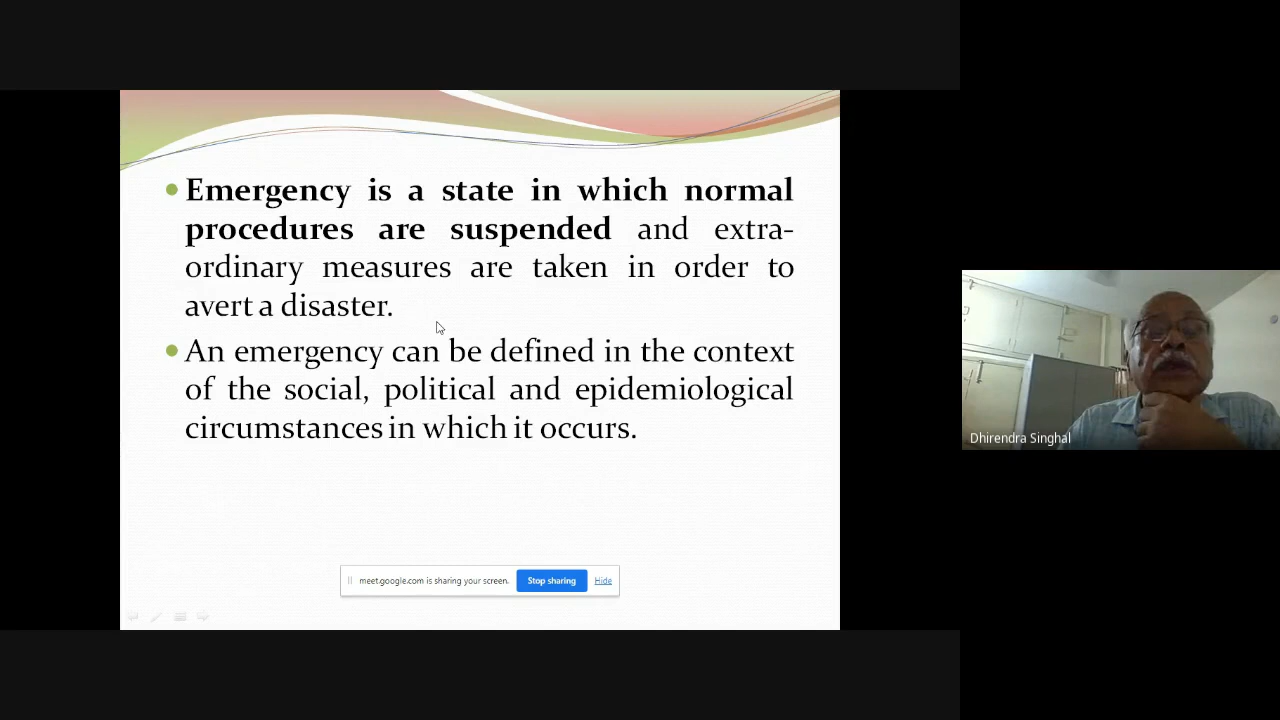 Emergency is a state in which normal
procedures are suspended and extra-
ordinary measures are taken in order to
avert a disaster.
An emergency can be defined in the context
of the social, political and epidemiological
circumstances in which it occurs.
meet.google.com is sharing your screen.
Stop sharing
Hide
Dhirendra Singhal